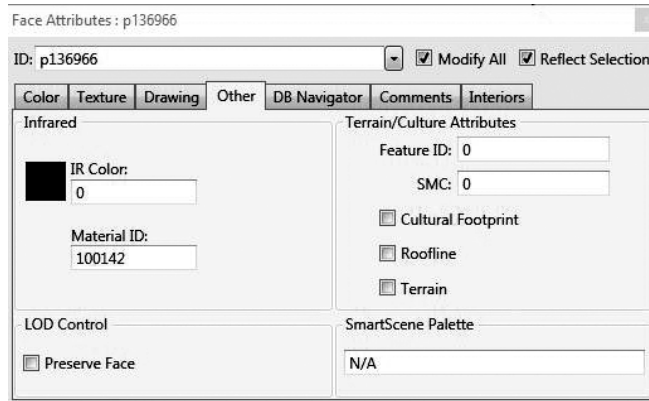 Face Attributes : p136966
ID: p136966 Modify All Reflect Selection
Color Texture Drawing Other DB Navigator Comments Interiors
Infrared
IR Color:
0
Material ID:
100142
Terrain/Culture Attributes
Feature ID: 0
SMC: 0
Cultural Footprint
Roofline
Terrain
LOD Control
Preserve Face
SmartScene Palette
N/A